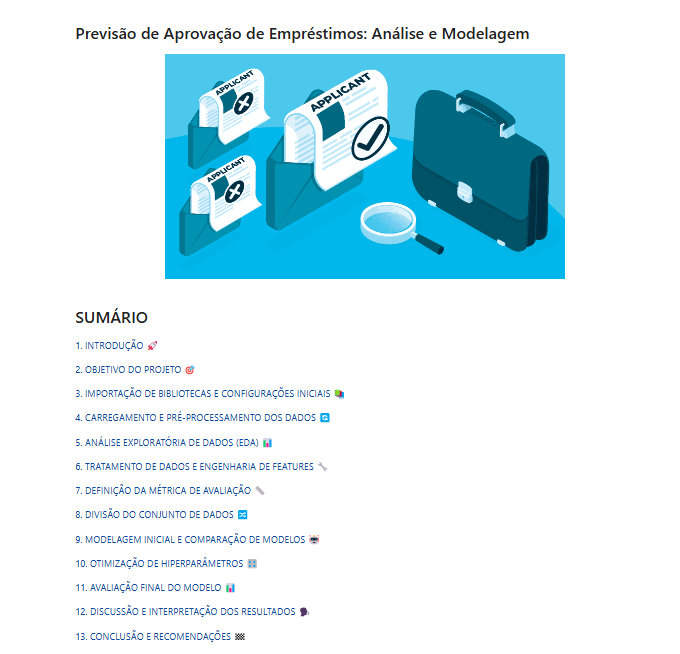 Previsão de Aprovação de Empréstimos: Análise e Modelagem
APPLICANT
APPLICANT
APPLICANT
SUMÁRIO
1. INTRODUÇÃO 🚀
2. OBJETIVO DO PROJETO 🎯
3. IMPORTAÇÃO DE BIBLIOTECAS E CONFIGURAÇÕES INICIAIS 📚
4. CARREGAMENTO E PRÉ-PROCESSAMENTO DOS DADOS 🔄
5. ANÁLISE EXPLORATÓRIA DE DADOS (EDA) 📊
6. TRATAMENTO DE DADOS E ENGENHARIA DE FEATURES 🔧
7. DEFINIÇÃO DA MÉTRICA DE AVALIAÇÃO 📏
8. DIVISÃO DO CONJUNTO DE DADOS 🔀
9. MODELAGEM INICIAL E COMPARAÇÃO DE MODELOS 🤖
10. OTIMIZAÇÃO DE HIPERPARÂMETROS 🎛️
11. AVALIAÇÃO FINAL DO MODELO 📊
12. DISCUSSÃO E INTERPRETAÇÃO DOS RESULTADOS 🗣️
13. CONCLUSÃO E RECOMENDAÇÕES 🏁